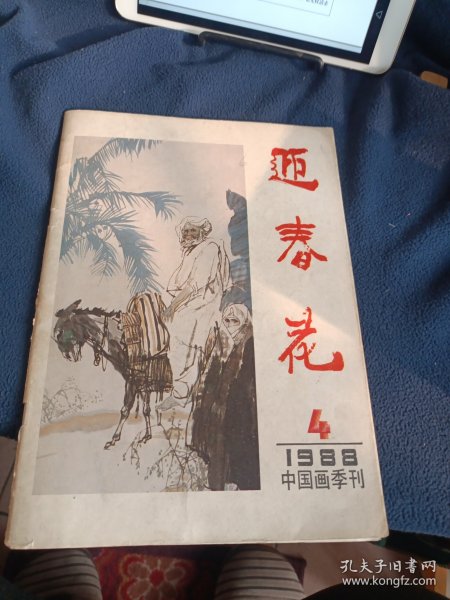 迎
春
花
4
1988
中国画季刊
孔夫子旧书网
www.kongfz.com